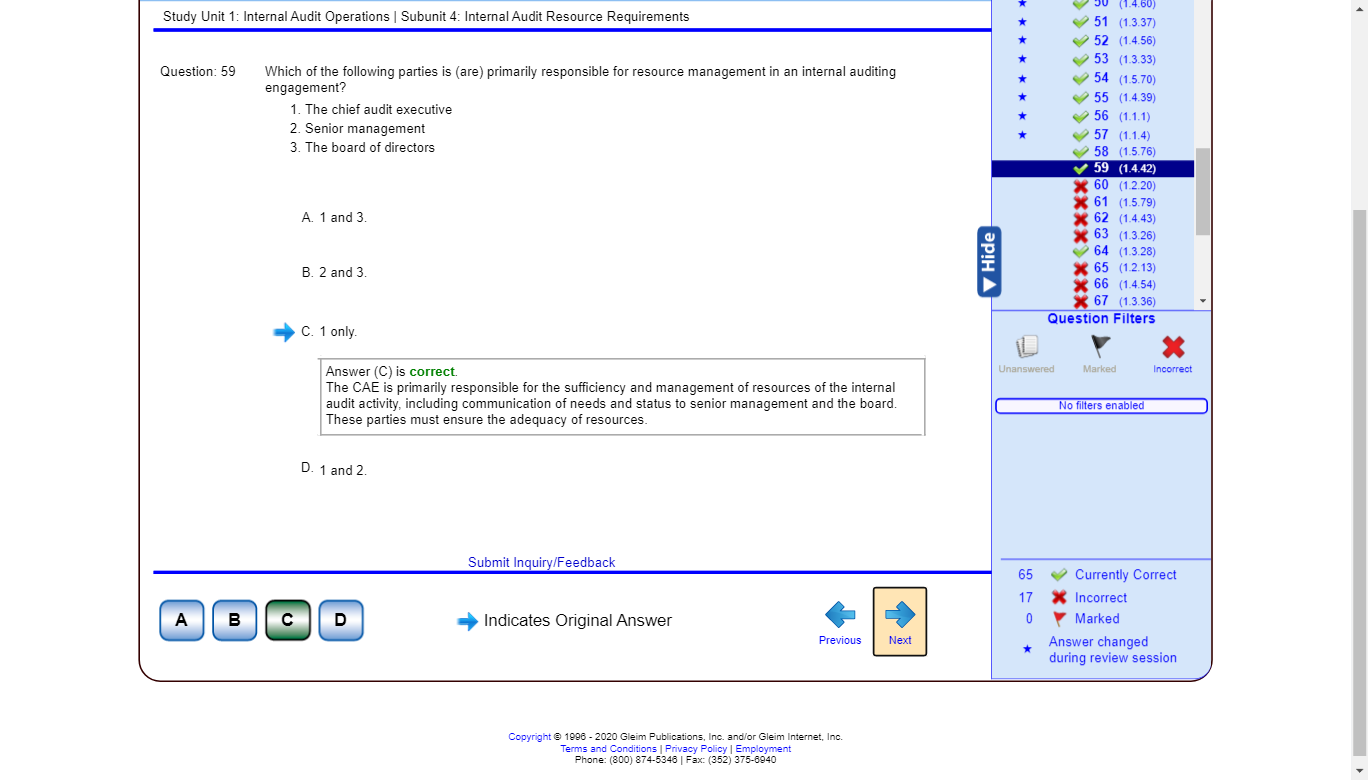 Study Unit 1: Internal Audit Operations | Subunit 4: Internal Audit Resource Requirements
Question: 59
Which of the following parties is (are) primarily responsible for resource management in an internal auditing
engagement?
1. The chief audit executive
2. Senior management
3. The board of directors
A. 1 and 3.
B. 2 and 3.
C. 1 only.
Answer (C) is correct.
The CAE is primarily responsible for the sufficiency and management of resources of the internal
audit activity, including communication of needs and status to senior management and the board.
These parties must ensure the adequacy of resources.
D. 1 and 2.
Submit Inquiry/Feedback
A B C D
Indicates Original Answer
Previous
Next
50 (1.4.60)
51 (1.3.37)
52 (1.4.56)
53 (1.3.33)
54 (1.5.70)
55 (1.4.39)
56 (1.1.1)
57 (1.1.4)
58 (1.5.76)
59 (1.4.42)
60 (1.2.20)
61 (1.5.79)
62 (1.4.43)
63 (1.3.26)
64 (1.3.28)
65 (1.2.13)
66 (1.4.54)
67 (1.3.36)
Hide
Question Filters
Unanswered
Marked
Incorrect
No filters enabled
65 Currently Correct
17 Incorrect
0 Marked
Answer changed
during review session
Copyright © 1996 - 2020 Gleim Publications, Inc. and/or Gleim Internet, Inc.
Terms and Conditions | Privacy Policy | Employment
Phone: (800) 874-5346 | Fax: (352) 375-6940